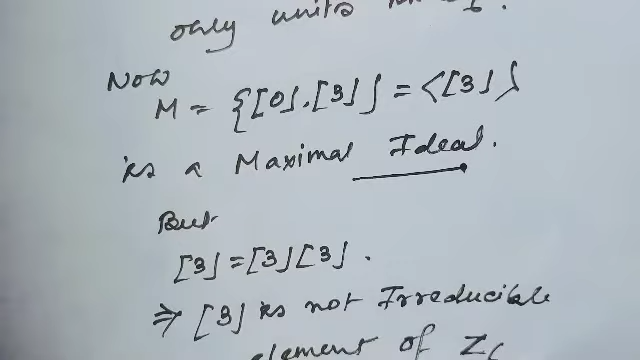 only units
Now
M = {[0], [3]} = <[3]>
is a Maximal Ideal.
But
[3] = [3][3].
⇒ [3] is not Irreducible
element of Z6